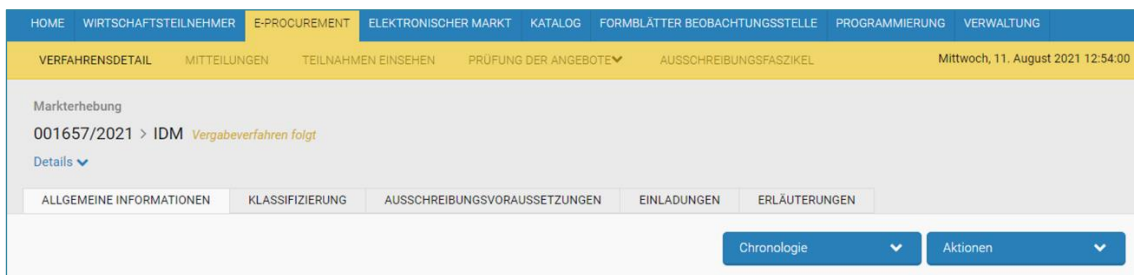 HOME WIRTSCHAFTSTEILNEHMER E-PROCUREMENT ELEKTRONISCHER MARKT KATALOG FORMBLÄTTER BEOBACHTUNGSSTELLE PROGRAMMIERUNG VERWALTUNG
VERFAHRENSDETAIL MITTEILUNGEN TEILNAHMEN EINSEHEN PRÜFUNG DER ANGEBOTE AUSSCHREIBUNGSFASZIKEL Mittwoch, 11. August 2021 12:54:00
Markterhebung
001657/2021 > IDM Vergabeverfahren folgt
Details
ALLGEMEINE INFORMATIONEN KLASSIFIZIERUNG AUSSCHREIBUNGSVORAUSSETZUNGEN EINLADUNGEN ERLÄUTERUNGEN
Chronologie Aktionen